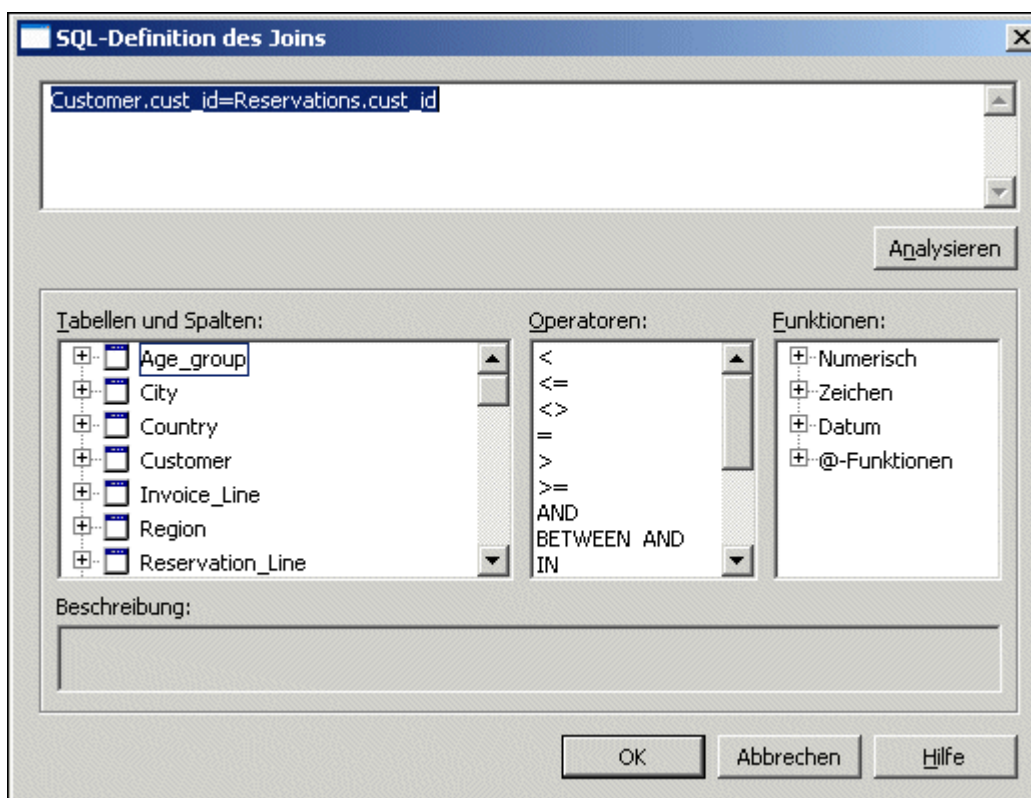 SQL-Definition des Joins
Customer.cust_id=Reservations.cust_id
Analysieren
Tabellen und Spalten:
Age_group
City
Country
Customer
Invoice_Line
Region
Reservation_Line
Operatoren:
<
<=
<>
=
>
>=
AND
BETWEEN AND
IN
Funktionen:
Numerisch
Zeichen
Datum
@-Funktionen
Beschreibung:
OK
Abbrechen
Hilfe